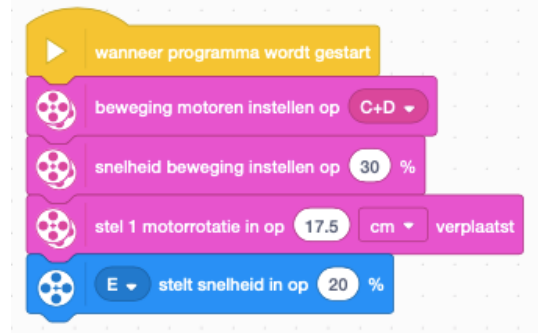 wanneer programma wordt gestart
beweging motoren instellen op C+D
snelheid beweging instellen op 30 %
stel 1 motorrotatie in op 17.5 cm verplaatst
E stelt snelheid in op 20 %